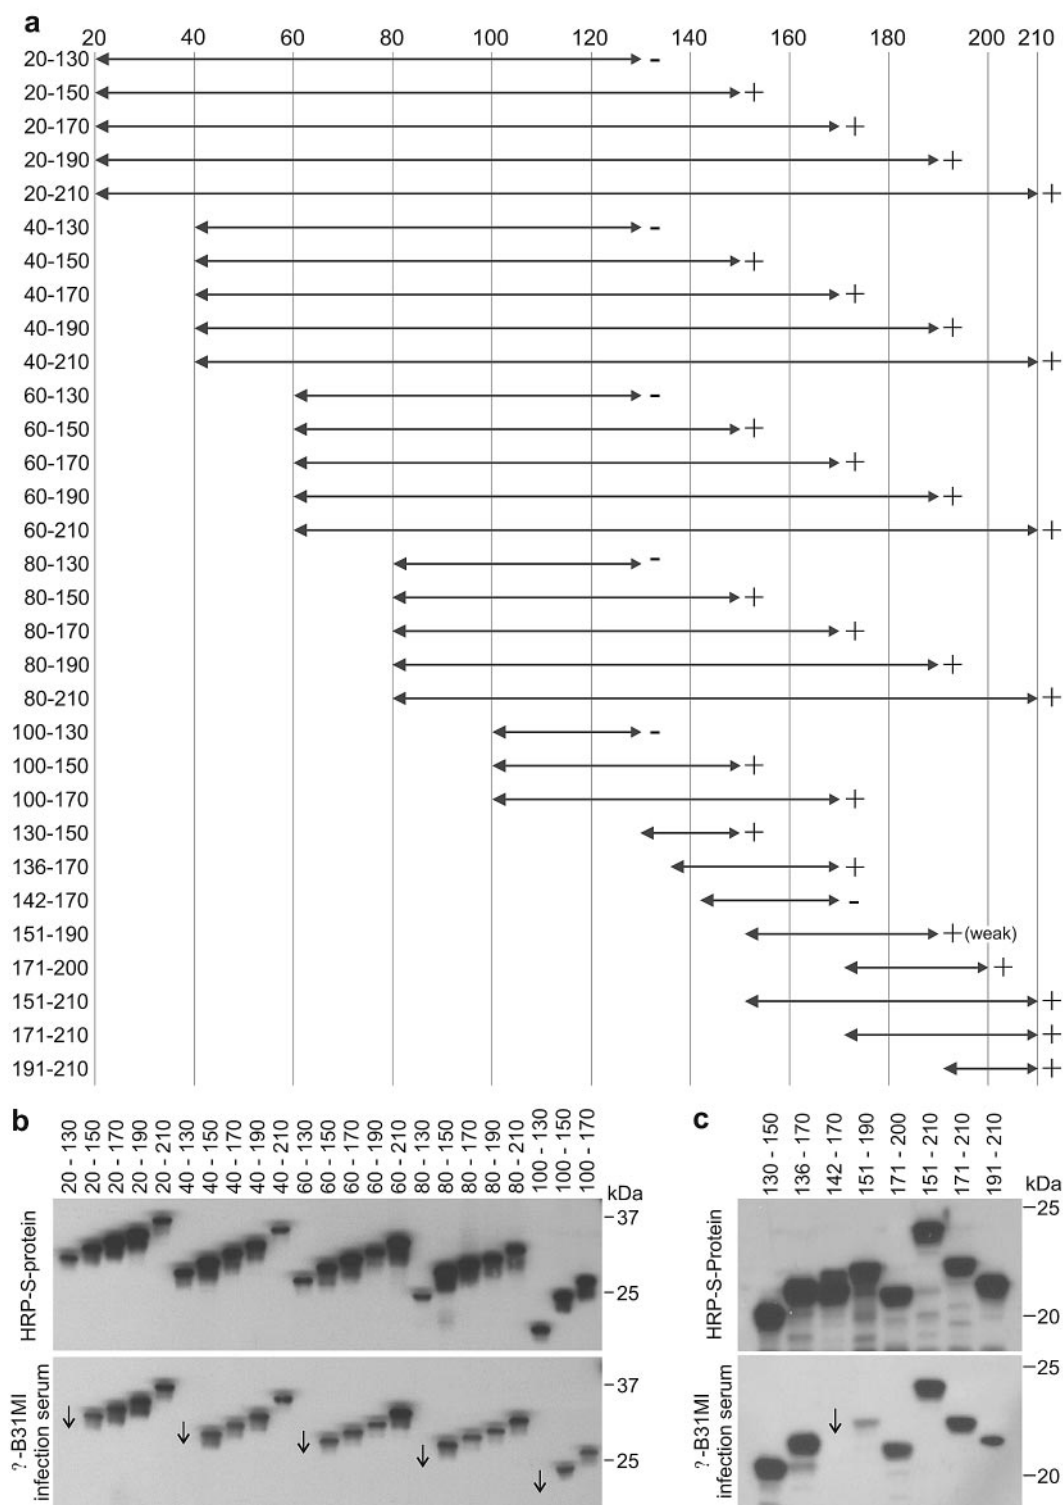 a
20 40 60 80 100 120 140 160 180 200 210
20-130 -
20-150 +
20-170 +
20-190 +
20-210 +
40-130 -
40-150 +
40-170 +
40-190 +
40-210 +
60-130 -
60-150 +
60-170 +
60-190 +
60-210 +
80-130 -
80-150 +
80-170 +
80-190 +
80-210 +
100-130 -
100-150 +
100-170 +
130-150 +
136-170 +
142-170 -
151-190 + (weak)
171-200 +
151-210 +
171-210 +
191-210 +
b
20 - 130
20 - 150
20 - 170
20 - 190
20 - 210
40 - 130
40 - 150
40 - 170
40 - 190
40 - 210
60 - 130
60 - 150
60 - 170
60 - 190
60 - 210
80 - 130
80 - 150
80 - 170
80 - 190
80 - 210
100 - 130
100 - 150
100 - 170
kDa
HRP-S-protein
37
25
?-B31MI
infection serum
37
25
c
130 - 150
136 - 170
142 - 170
151 - 190
171 - 200
151 - 210
171 - 210
191 - 210
kDa
HRP-S-Protein
25
20
?-B31MI
infection serum
25
20